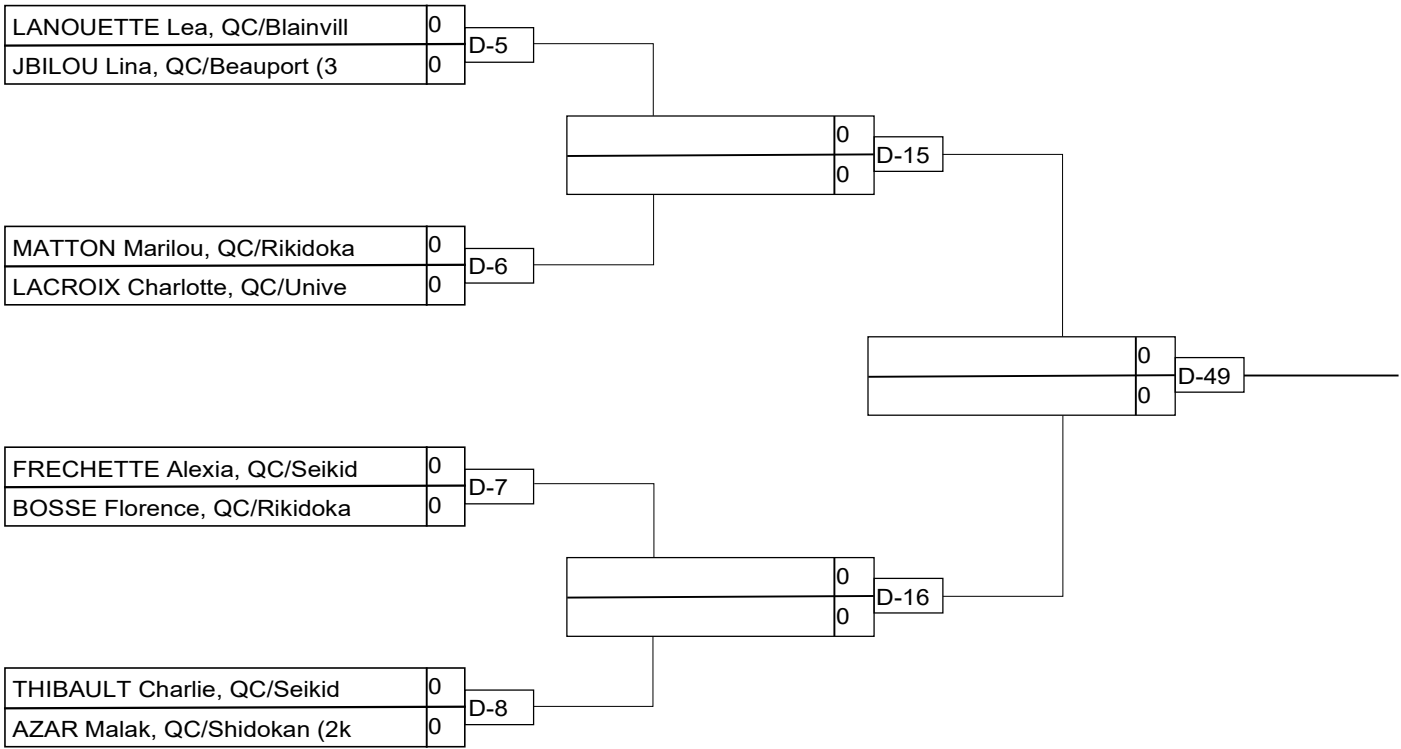 LANOUETTE Lea, QC/Blainvill 0
D-5
JBILOU Lina, QC/Beauport (3 0
0
D-15
0
MATTON Marilou, QC/Rikidoka 0
D-6
LACROIX Charlotte, QC/Unive 0
0
D-49
0
FRECHETTE Alexia, QC/Seikid 0
D-7
BOSSE Florence, QC/Rikidoka 0
0
D-16
0
THIBAULT Charlie, QC/Seikid 0
D-8
AZAR Malak, QC/Shidokan (2k 0